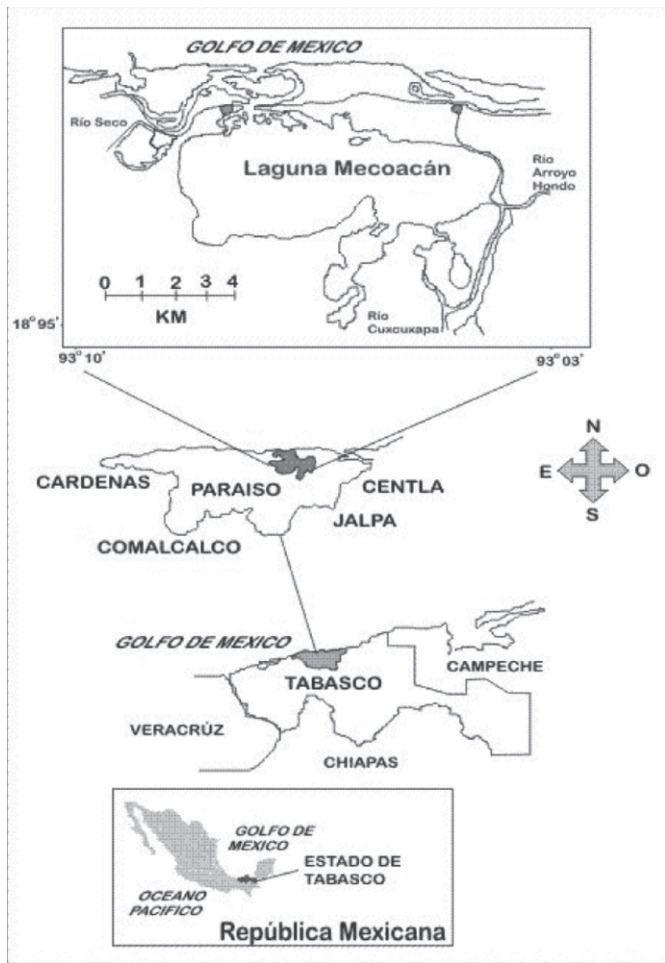 GOLFO DE MEXICO
Río Seco
Laguna Mecoacán
Río
Arroyo
Hondo
0 1 2 3 4
KM
Río
Cuxcuxapa
18°95'
93°10'
93°03'
N
E O
S
CARDENAS
PARAISO
CENTLA
JALPA
COMALCALCO
GOLFO DE MEXICO
CAMPECHE
TABASCO
VERACRÚZ
CHIAPAS
GOLFO DE
MEXICO
ESTADO DE
TABASCO
OCEANO
PACIFICO
República Mexicana